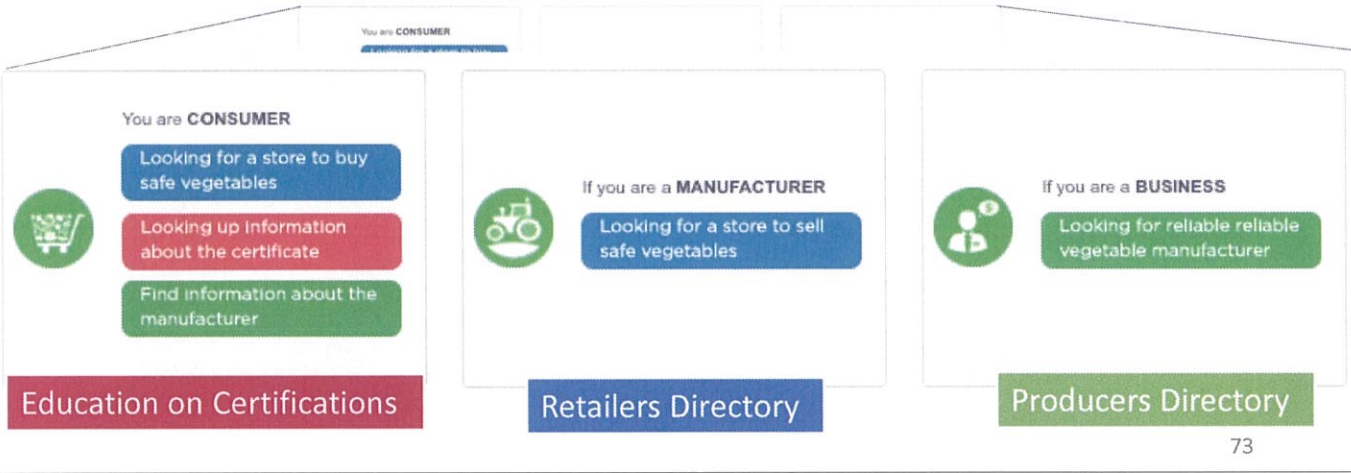 You are CONSUMER
You are CONSUMER
Looking for a store to buy
safe vegetables
Looking up information
about the certificate
Find information about the
manufacturer
Education on Certifications
If you are a MANUFACTURER
Looking for a store to sell
safe vegetables
Retailers Directory
If you are a BUSINESS
Looking for reliable reliable
vegetable manufacturer
Producers Directory
73